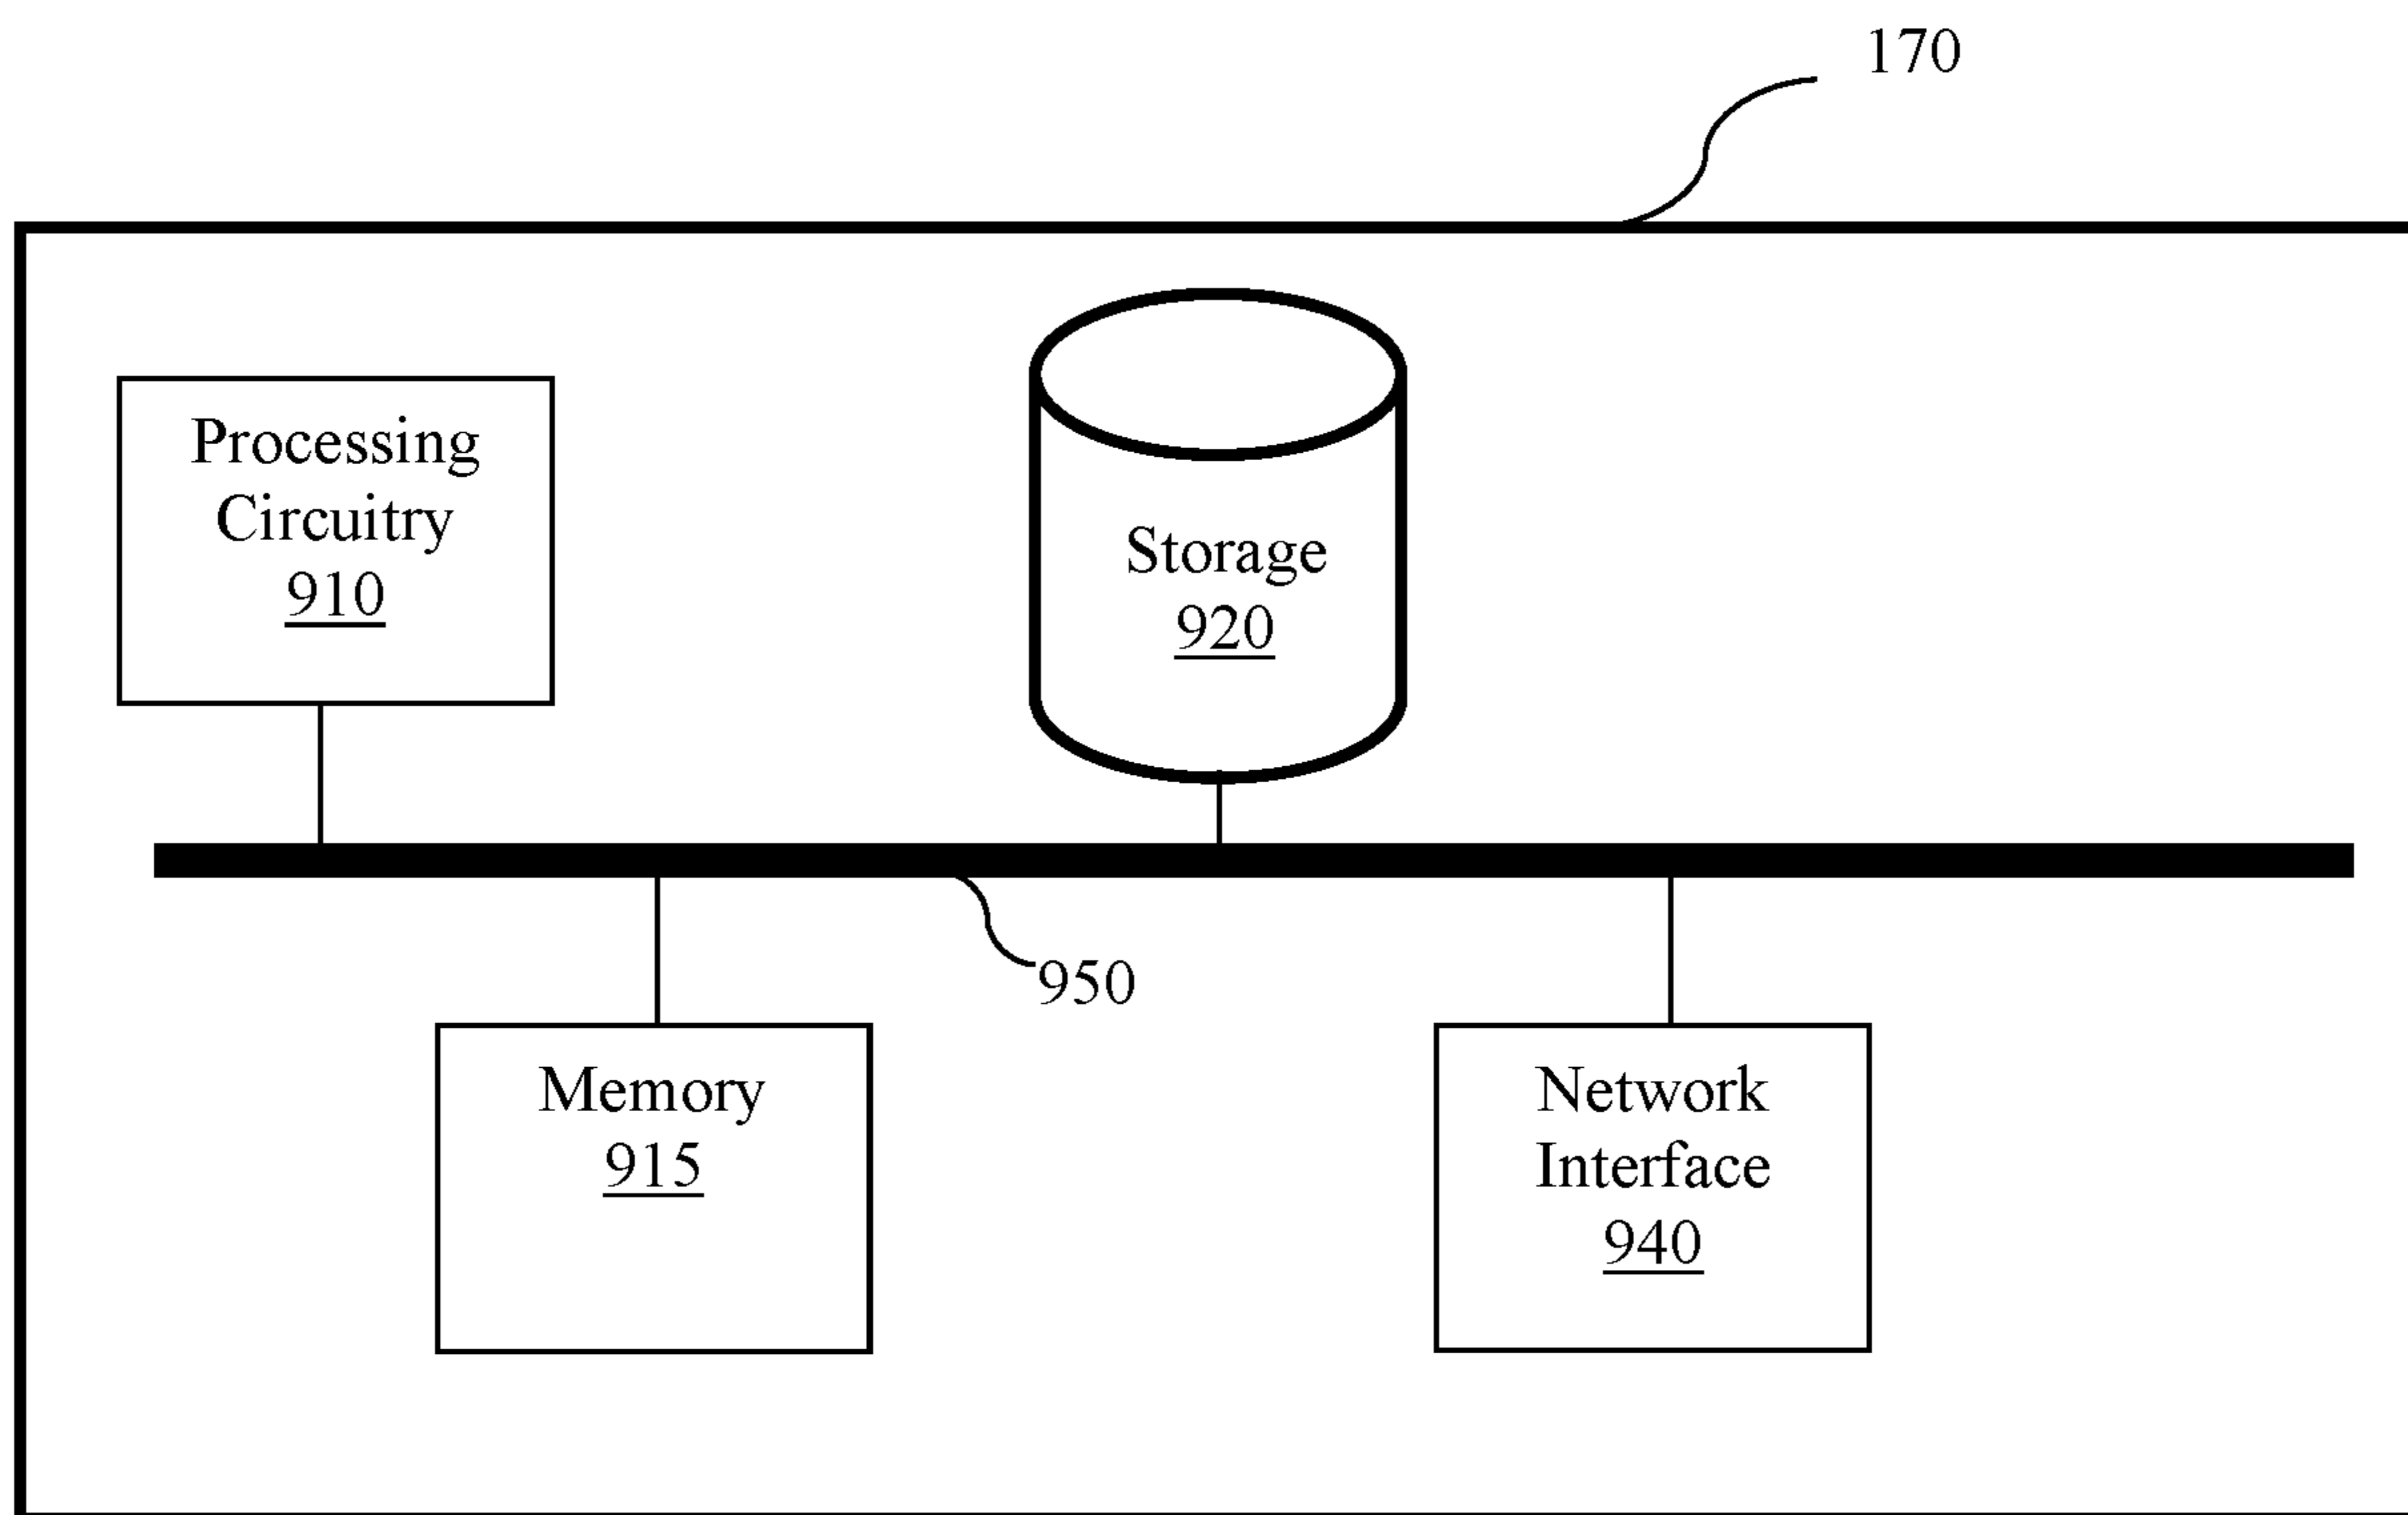 170
Processing
Circuitry
910
Storage
920
950
Memory
915
Network
Interface
940